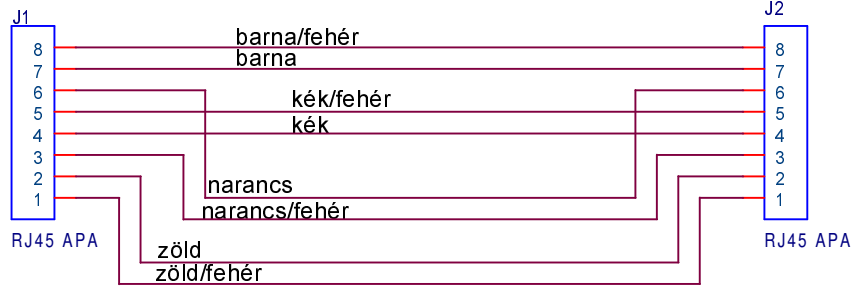 J1
J2
barna/fehér
8
8
barna
7
7
6
6
kék/fehér
5
5
kék
4
4
3
3
narancs
2
2
narancs/fehér
1
1
RJ45 APA
RJ45 APA
zöld
zöld/fehér